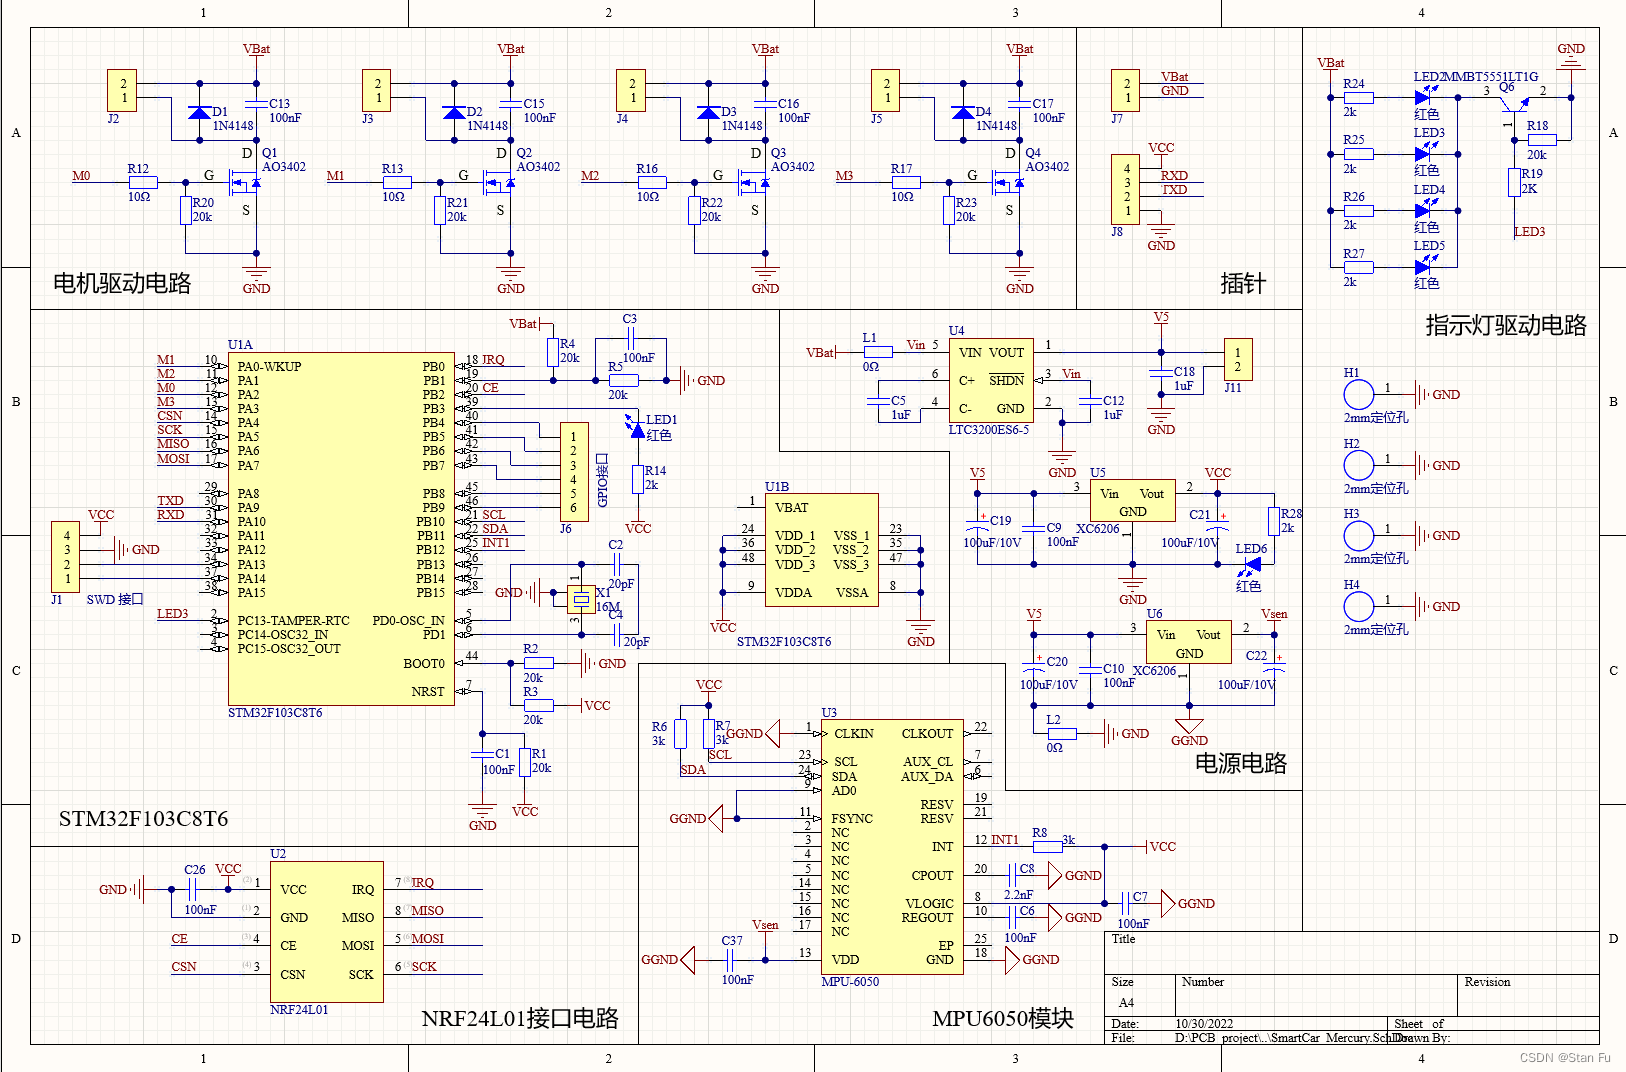 1 2 3 4
A
B
C
D
VBat VBat VBat VBat
J2 2 1 D1 1N4148 C13 100nF
J3 2 1 D2 1N4148 C15 100nF
J4 2 1 D3 1N4148 C16 100nF
J5 2 1 D4 1N4148 C17 100nF
M0 R12 10Ω R20 20k G D S Q1 AO3402 GND
M1 R13 10Ω R21 20k G D S Q2 AO3402 GND
M2 R16 10Ω R22 20k G D S Q3 AO3402 GND
M3 R17 10Ω R23 20k G D S Q4 AO3402 GND
电机驱动电路
J7 2 1 VBat GND
J8 4 3 2 1 VCC RXD TXD GND
插针
VBat
R24 2k LED2 红色
R25 2k LED3 红色
R26 2k LED4 红色
R27 2k LED5 红色
MMBT5551LT1G Q6 3 2 1 GND
R18 20k
R19 2K
LED3
指示灯驱动电路
U1A
M1 10 PA0-WKUP
M2 11 PA1
M0 12 PA2
M3 13 PA3
CSN 14 PA4
SCK 15 PA5
MISO 16 PA6
MOSI 17 PA7
29 PA8
TXD 30 PA9
RXD 31 PA10
32 PA11
33 PA12
34 PA13
37 PA14
38 PA15
LED3 2 PC13-TAMPER-RTC
3 PC14-OSC32_IN
4 PC15-OSC32_OUT
PB0 18 IRQ
PB1 19
PB2 20 CE
PB3 39
PB4 40
PB5 41
PB6 42
PB7 43
PB8 45
PB9 46
PB10 21 SCL
PB11 22 SDA
PB12 25 INT1
PB13 26
PB14 27
PB15 28
PD0-OSC_IN 5
PD1 6
BOOT0 44
NRST 7
STM32F103C8T6
J1 4 3 2 1 VCC GND
SWD 接口
VBat R4 20k C3 100nF R5 20k GND
LED1 红色 R14 2k VCC
J6 1 2 3 4 5 6 GPIO接口
C2 20pF X1 16M 1 3 C4 20pF GND
R2 20k GND
R3 20k VCC
C1 100nF GND R1 20k VCC
STM32F103C8T6
U1B
1 VBAT
24 VDD_1 VSS_1 23
36 VDD_2 VSS_2 35
48 VDD_3 VSS_3 47
9 VDDA VSSA 8
VCC GND
STM32F103C8T6
VBat L1 0Ω Vin
U4
5 VIN VOUT 1
6 C+ SHDN 3 Vin
4 C- GND 2
LTC3200ES6-5
C5 1uF
C12 1uF
GND
V5 C18 1uF GND
J11 1 2
V5 C19 100uF/10V C9 100nF
U5 3 Vin Vout 2 GND 1 XC6206
VCC C21 100uF/10V R28 2k LED6 红色 GND
V5 C20 100uF/10V C10 100nF
U6 3 Vin Vout 2 GND 1 XC6206
Vsen C22 100uF/10V
L2 0Ω GND GGND
电源电路
H1 1 GND 2mm定位孔
H2 1 GND 2mm定位孔
H3 1 GND 2mm定位孔
H4 1 GND 2mm定位孔
U2
1 VCC IRQ 7 IRQ
2 GND MISO 8 MISO
CE 4 CE MOSI 5 MOSI
CSN 3 CSN SCK 6 SCK
NRF24L01
GND C26 100nF VCC
NRF24L01接口电路
VCC R6 3k R7 3k SCL SDA
U3
GGND 1 CLKIN
23 SCL
24 SDA
9 AD0
GGND 11 FSYNC
2 NC
3 NC
4 NC
5 NC
14 NC
15 NC
16 NC
17 NC
13 VDD
CLKOUT 22
AUX_CL 7
AUX_DA 6
RESV 19
RESV 21
INT 12 INT1 R8 3k VCC
CPOUT 20 C8 2.2nF GGND
VLOGIC 8 C7 100nF GGND
REGOUT 10 C6 100nF GGND
EP 25
GND 18 GGND
MPU-6050
GGND C37 100nF Vsen
MPU6050模块
Title
Size A4 Number Revision
Date: 10/30/2022 Sheet of
File: D:\PCB_project\..\SmartCar_Mercury.SchDoc Drawn By:
CSDN @Stan Fu